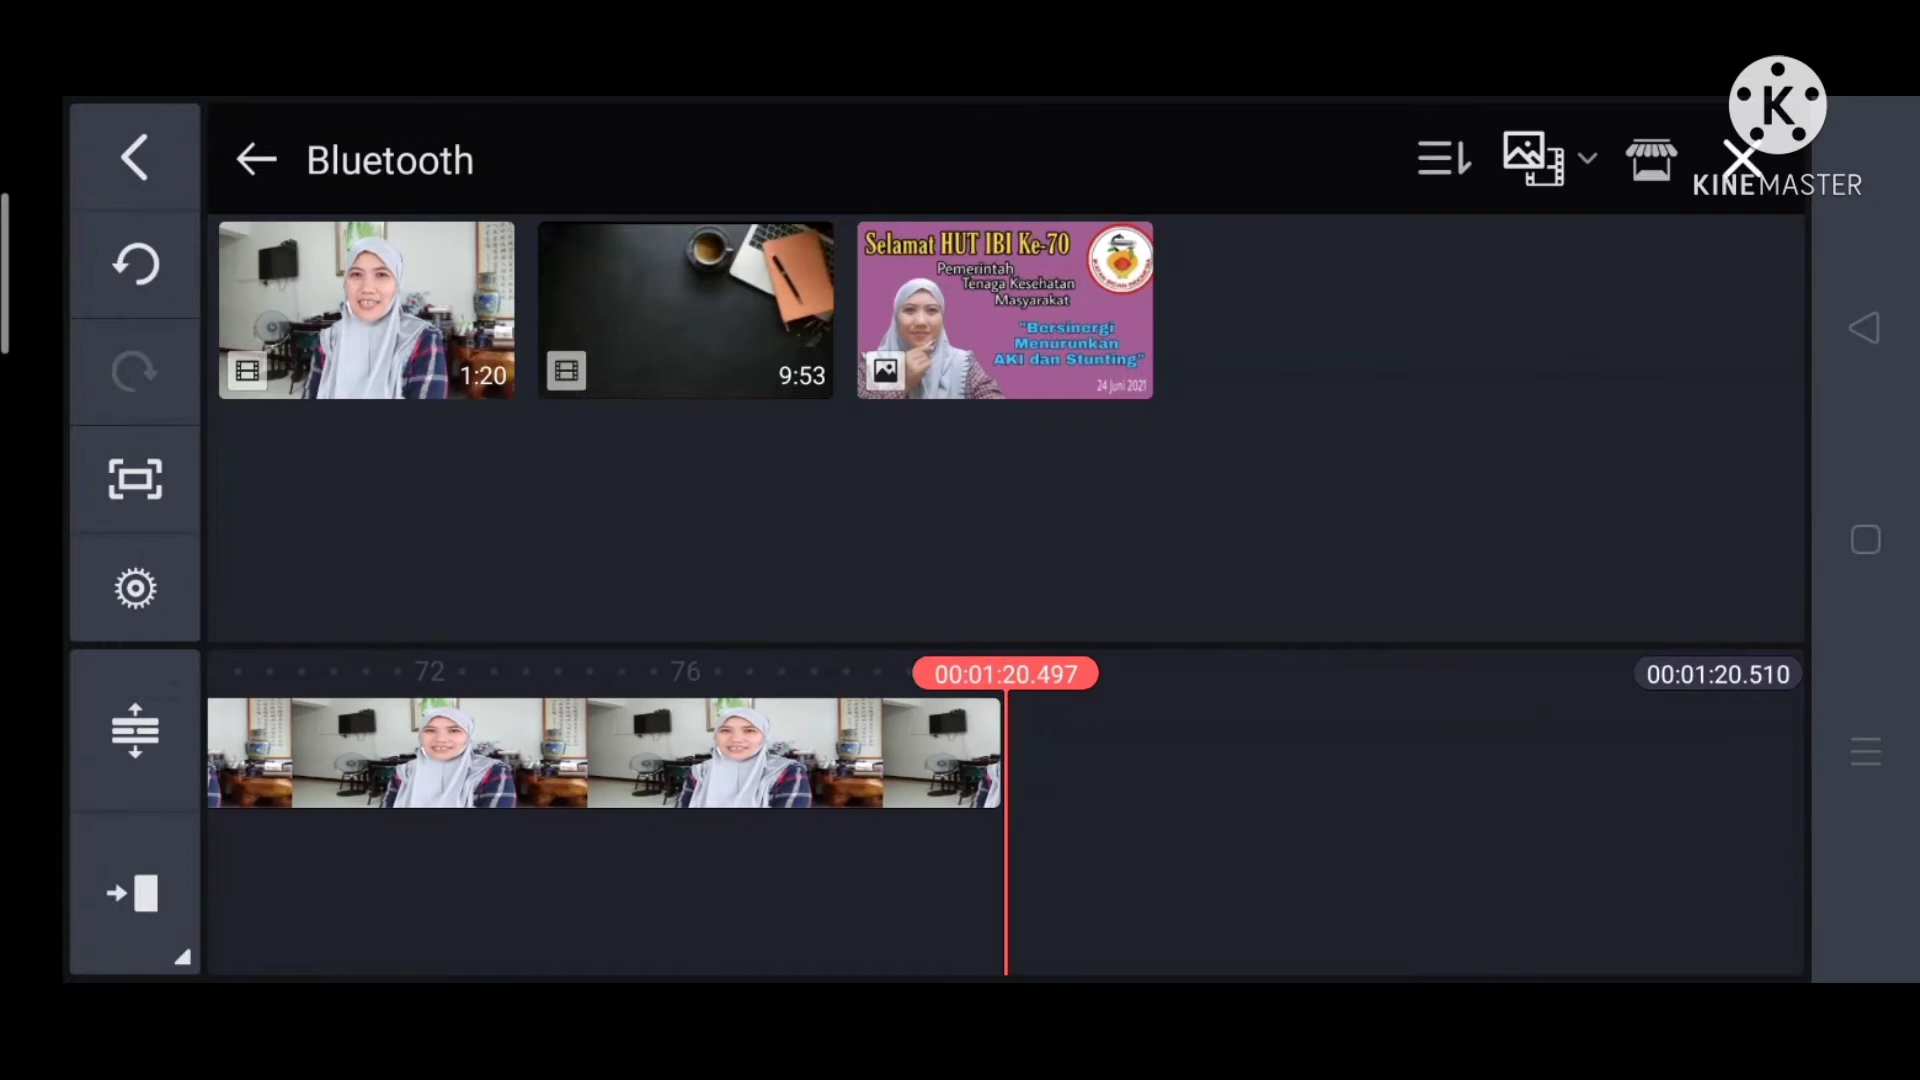 K
KINEMASTER
Bluetooth
1:20
9:53
Selamat HUT IBI Ke-70
Pemerintah
Tenaga Kesehatan
Masyarakat
"Bersinergi
Menurunkan
AKI dan Stunting"
24 Juni 2021
72
76
00:01:20.497
00:01:20.510